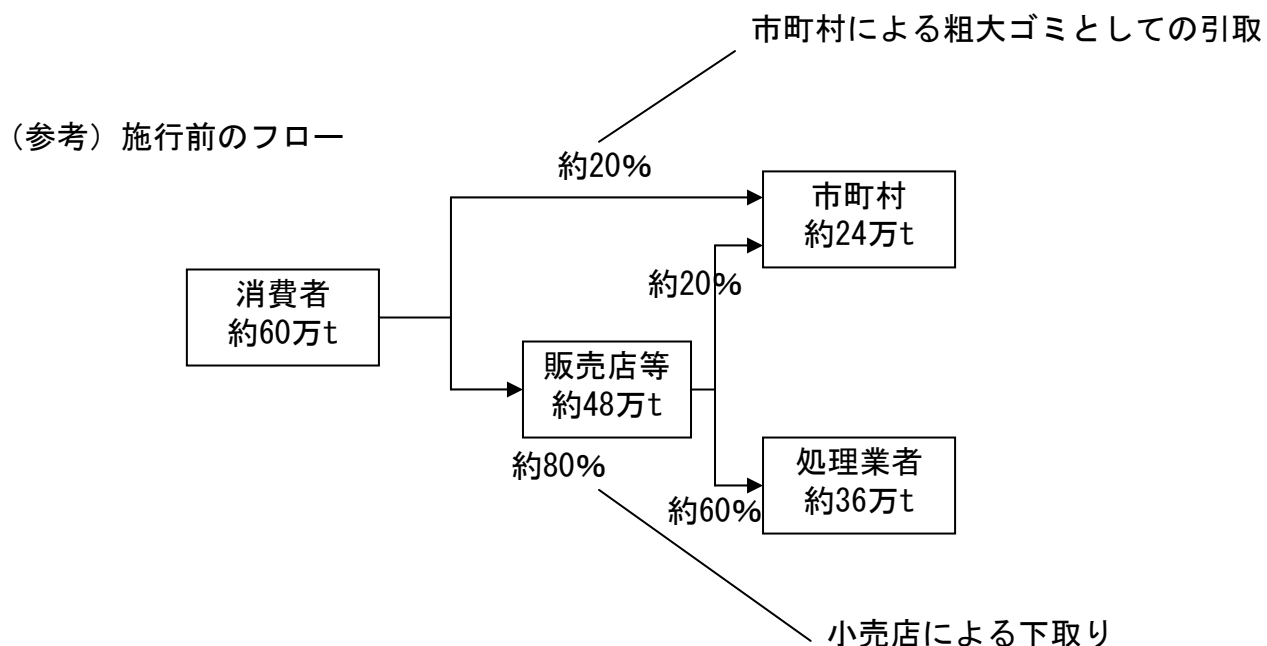 市町村による粗大ゴミとしての引取
（参考）施行前のフロー
約20%
市町村
約24万t
約20%
消費者
約60万t
販売店等
約48万t
約80%
処理業者
約36万t
約60%
小売店による下取り